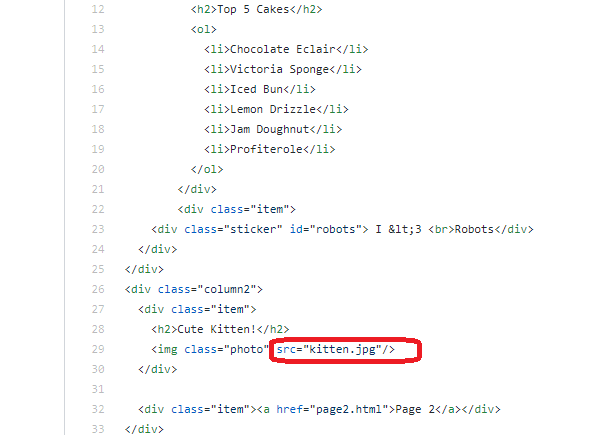 12 <h2>Top 5 Cakes</h2>
13 <ol>
14 <li>Chocolate Eclair</li>
15 <li>Victoria Sponge</li>
16 <li>Iced Bun</li>
17 <li>Lemon Drizzle</li>
18 <li>Jam Doughnut</li>
19 <li>Profiterole</li>
20 </ol>
21 </div>
22 <div class="item">
23 <div class="sticker" id="robots"> I &lt;3 <br>Robots</div>
24 </div>
25 </div>
26 <div class="column2">
27 <div class="item">
28 <h2>Cute Kitten!</h2>
29 <img class="photo" src="kitten.jpg"/>
30 </div>
31
32 <div class="item"><a href="page2.html">Page 2</a></div>
33 </div>